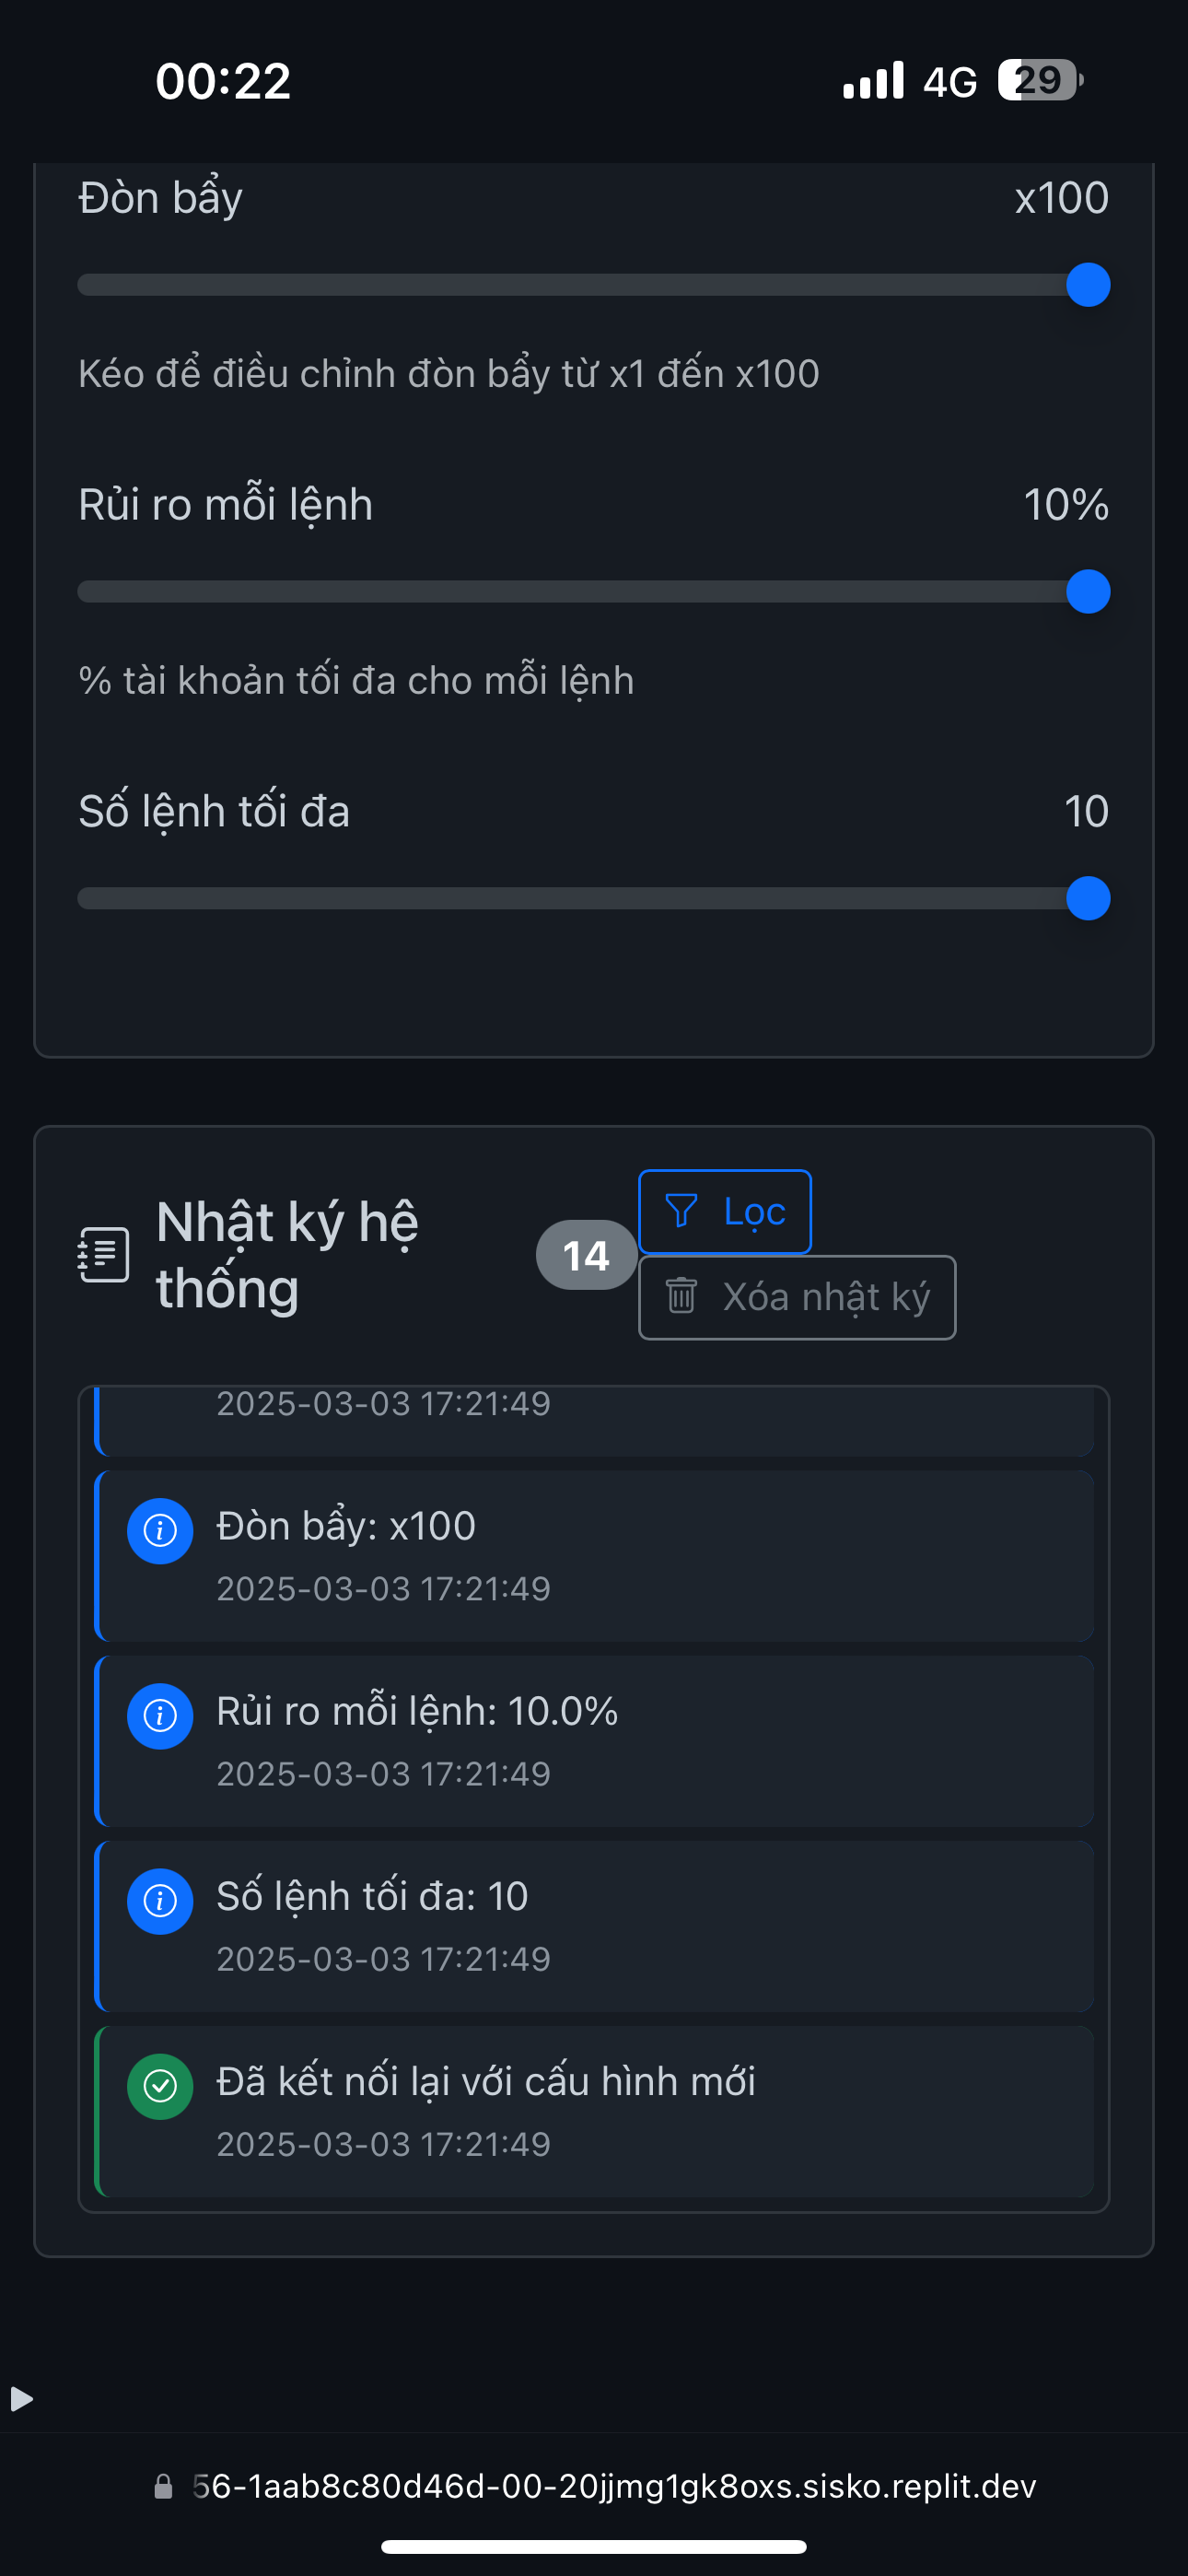 00:22
4G 29
Đòn bẩy x100
Kéo để điều chỉnh đòn bẩy từ x1 đến x100
Rủi ro mỗi lệnh 10%
% tài khoản tối đa cho mỗi lệnh
Số lệnh tối đa 10
Nhật ký hệ
thống
14
Lọc
Xóa nhật ký
2025-03-03 17:21:49
Đòn bẩy: x100
2025-03-03 17:21:49
Rủi ro mỗi lệnh: 10.0%
2025-03-03 17:21:49
Số lệnh tối đa: 10
2025-03-03 17:21:49
Đã kết nối lại với cấu hình mới
2025-03-03 17:21:49
56-1aab8c80d46d-00-20jjmg1gk8oxs.sisko.replit.dev